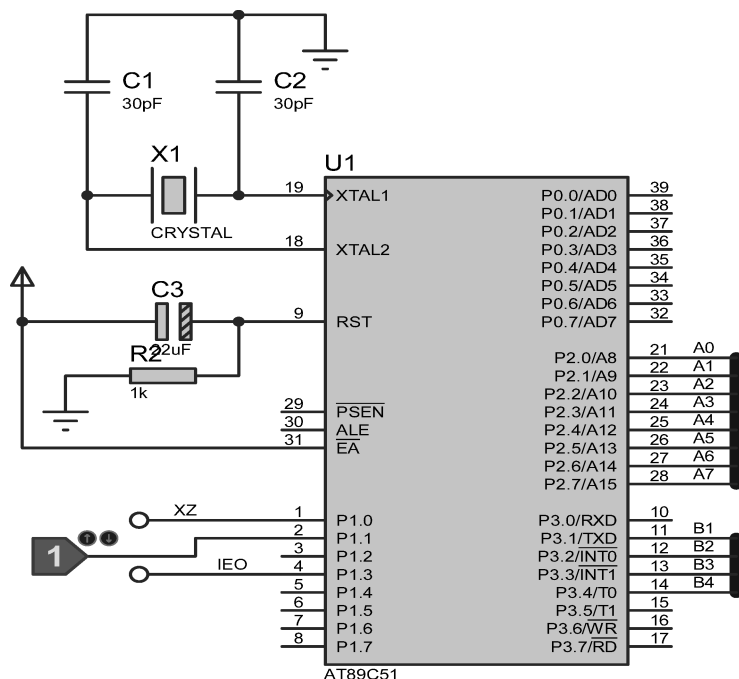 C1
30pF
C2
30pF
X1
CRYSTAL
U1
19
XTAL1
18
XTAL2
C3
22uF
9
RST
R2
1k
29
PSEN
30
ALE
31
EA
XZ
1
P1.0
1
2
P1.1
3
P1.2
IEO
4
P1.3
5
P1.4
6
P1.5
7
P1.6
8
P1.7
P0.0/AD0
39
P0.1/AD1
38
P0.2/AD2
37
P0.3/AD3
36
P0.4/AD4
35
P0.5/AD5
34
P0.6/AD6
33
P0.7/AD7
32
P2.0/A8
21
A0
P2.1/A9
22
A1
P2.2/A10
23
A2
P2.3/A11
24
A3
P2.4/A12
25
A4
P2.5/A13
26
A5
P2.6/A14
27
A6
P2.7/A15
28
A7
P3.0/RXD
10
P3.1/TXD
11
B1
P3.2/INT0
12
B2
P3.3/INT1
13
B3
P3.4/T0
14
B4
P3.5/T1
15
P3.6/WR
16
P3.7/RD
17
AT89C51